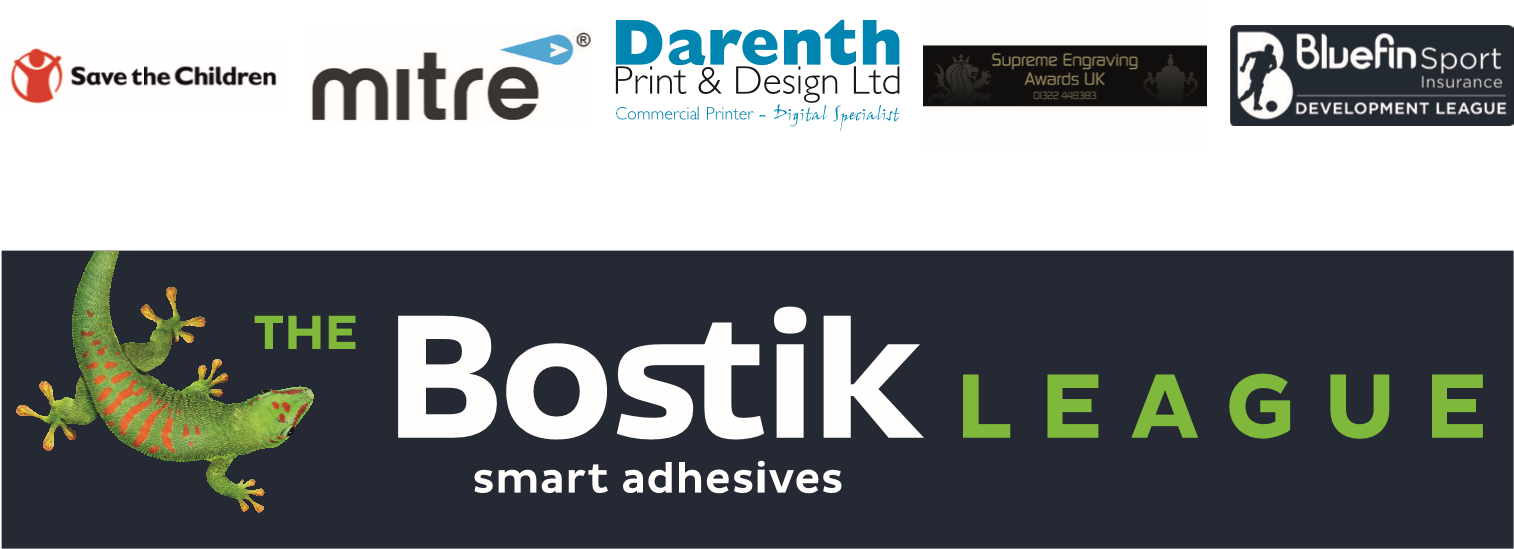 Save the Children
mitre®
Darenth
Print & Design Ltd
Commercial Printer - Digital Specialist
Supreme Engraving
Awards UK
01322 448383
Bluefin Sport
Insurance
DEVELOPMENT LEAGUE
THE Bostik LEAGUE
smart adhesives